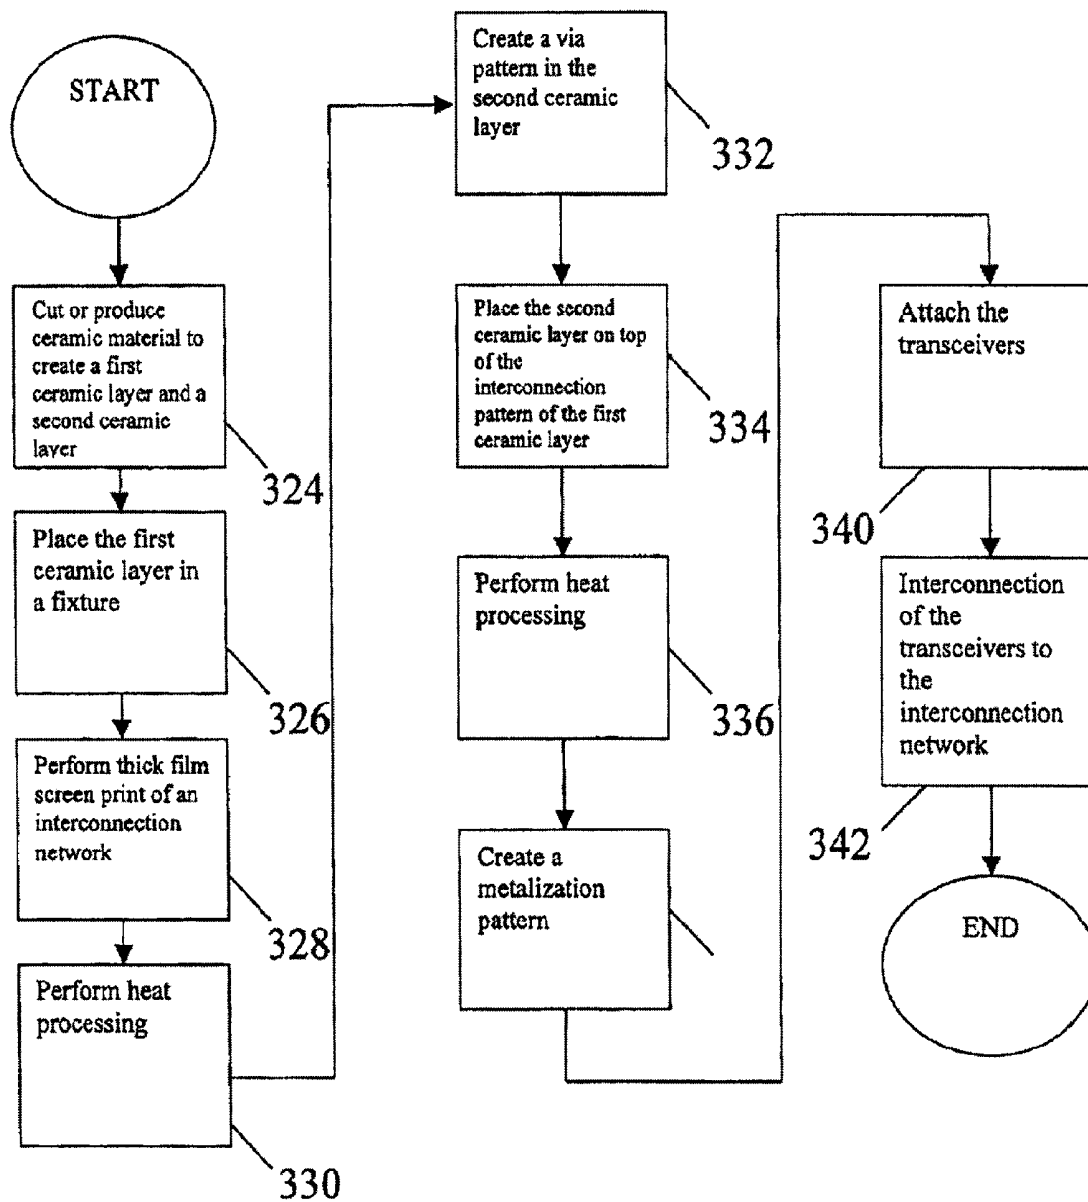 START
Cut or produce
ceramic material to
create a first
ceramic layer and a
second ceramic
layer
324
Place the first
ceramic layer in
a fixture
326
Perform thick film
screen print of an
interconnection
network
328
Perform heat
processing
330
Create a via
pattern in the
second ceramic
layer
332
Place the second
ceramic layer on top
of the
interconnection
pattern of the first
ceramic layer
334
Perform heat
processing
336
Create a
metalization
pattern
Attach the
transceivers
340
Interconnection
of the
transceivers to
the
interconnection
network
342
END